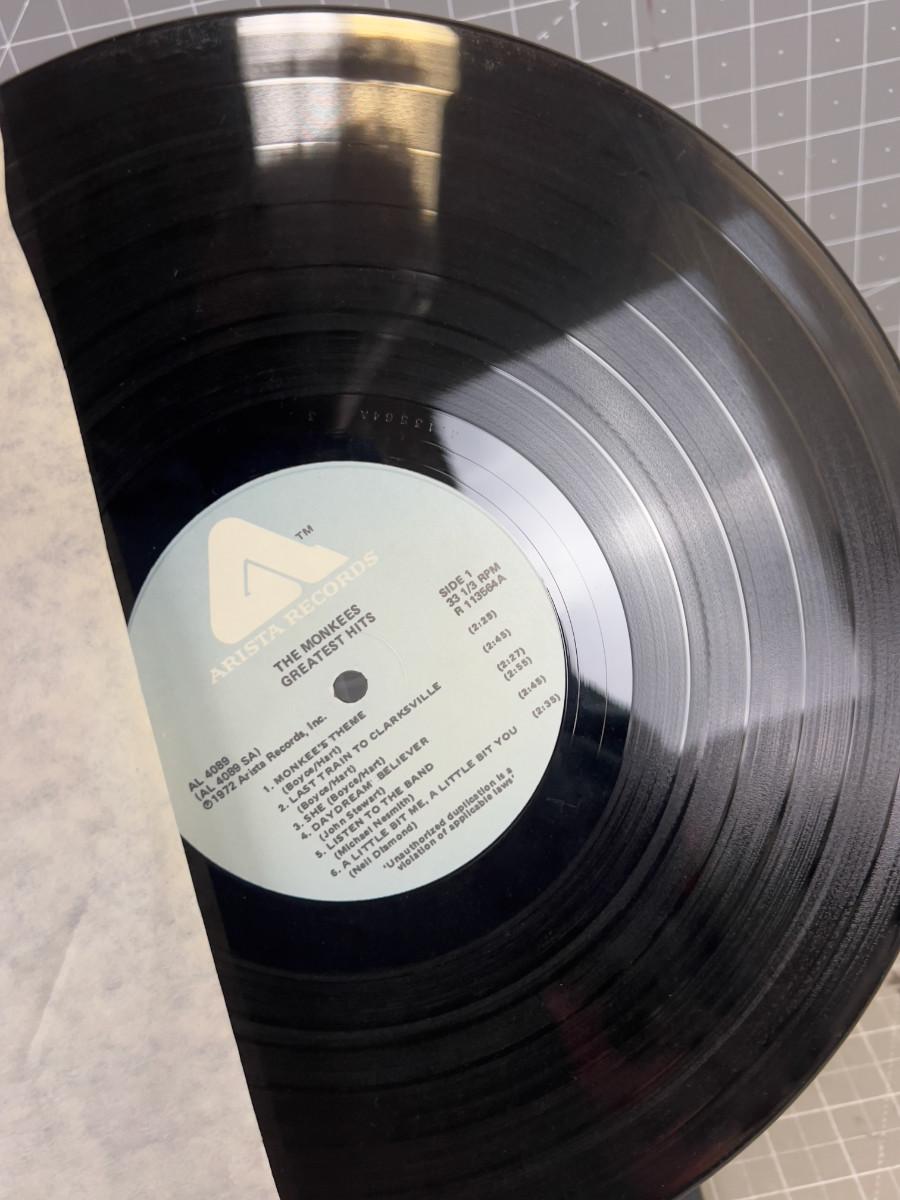 TM
ARISTA RECORDS
THE MONKEES
GREATEST HITS
SIDE 1
33 1/3 RPM
R 113564A
AL 4089
(AL 4089 SA)
℗1972 Arista Records, Inc.
1. MONKEE'S THEME (2:25)
(Boyce/Hart)
2. LAST TRAIN TO CLARKSVILLE (2:45)
(Boyce/Hart)
3. SHE (Boyce/Hart) (2:27)
4. DAYDREAM BELIEVER (2:55)
(John Stewart)
5. LISTEN TO THE BAND (2:45)
(Michael Nesmith)
6. A LITTLE BIT ME, A LITTLE BIT YOU (2:35)
(Neil Diamond)
"Unauthorized duplication is a
violation of applicable laws"